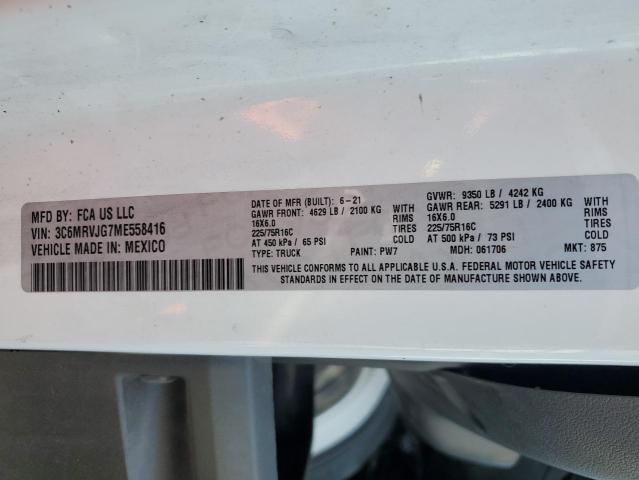 MFD BY: FCA US LLC
VIN: 3C6MRVJG7ME558416
VEHICLE MADE IN: MEXICO
DATE OF MFR (BUILT): 6-21
GAWR FRONT: 4629 LB / 2100 KG WITH
16X6.0 RIMS
225/75R16C TIRES
AT 450 kPa / 65 PSI COLD
TYPE: TRUCK PAINT: PW7
GVWR: 9350 LB / 4242 KG
GAWR REAR: 5291 LB / 2400 KG WITH
16X6.0 RIMS
225/75R16C TIRES
AT 500 kPa / 73 PSI COLD
MDH: 061706 MKT: 875
THIS VEHICLE CONFORMS TO ALL APPLICABLE U.S.A. FEDERAL MOTOR VEHICLE SAFETY
STANDARDS IN EFFECT ON THE DATE OF MANUFACTURE SHOWN ABOVE.